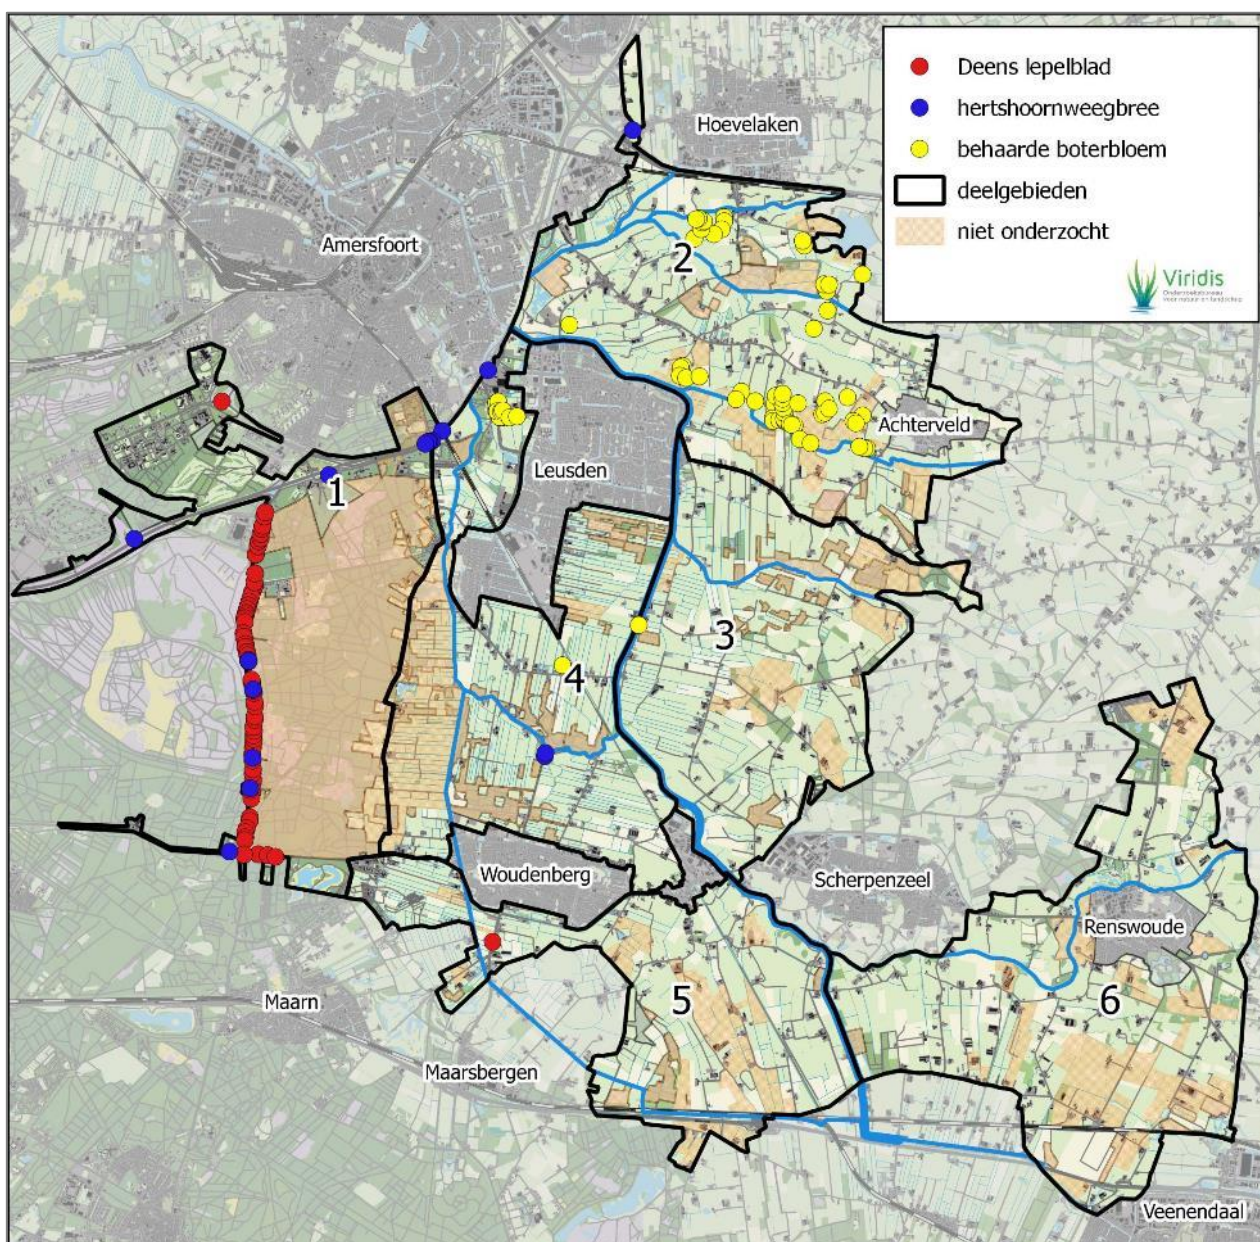 Deens lepelblad
hertshoornweegbree
behaarde boterbloem
deelgebieden
niet onderzocht
Viridis
Hoevelaken
Amersfoort
2
Achterveld
Leusden
1
3
4
Woudenberg
Scherpenzeel
Renswoude
Maarn
5
6
Maarsbergen
Veenendaal